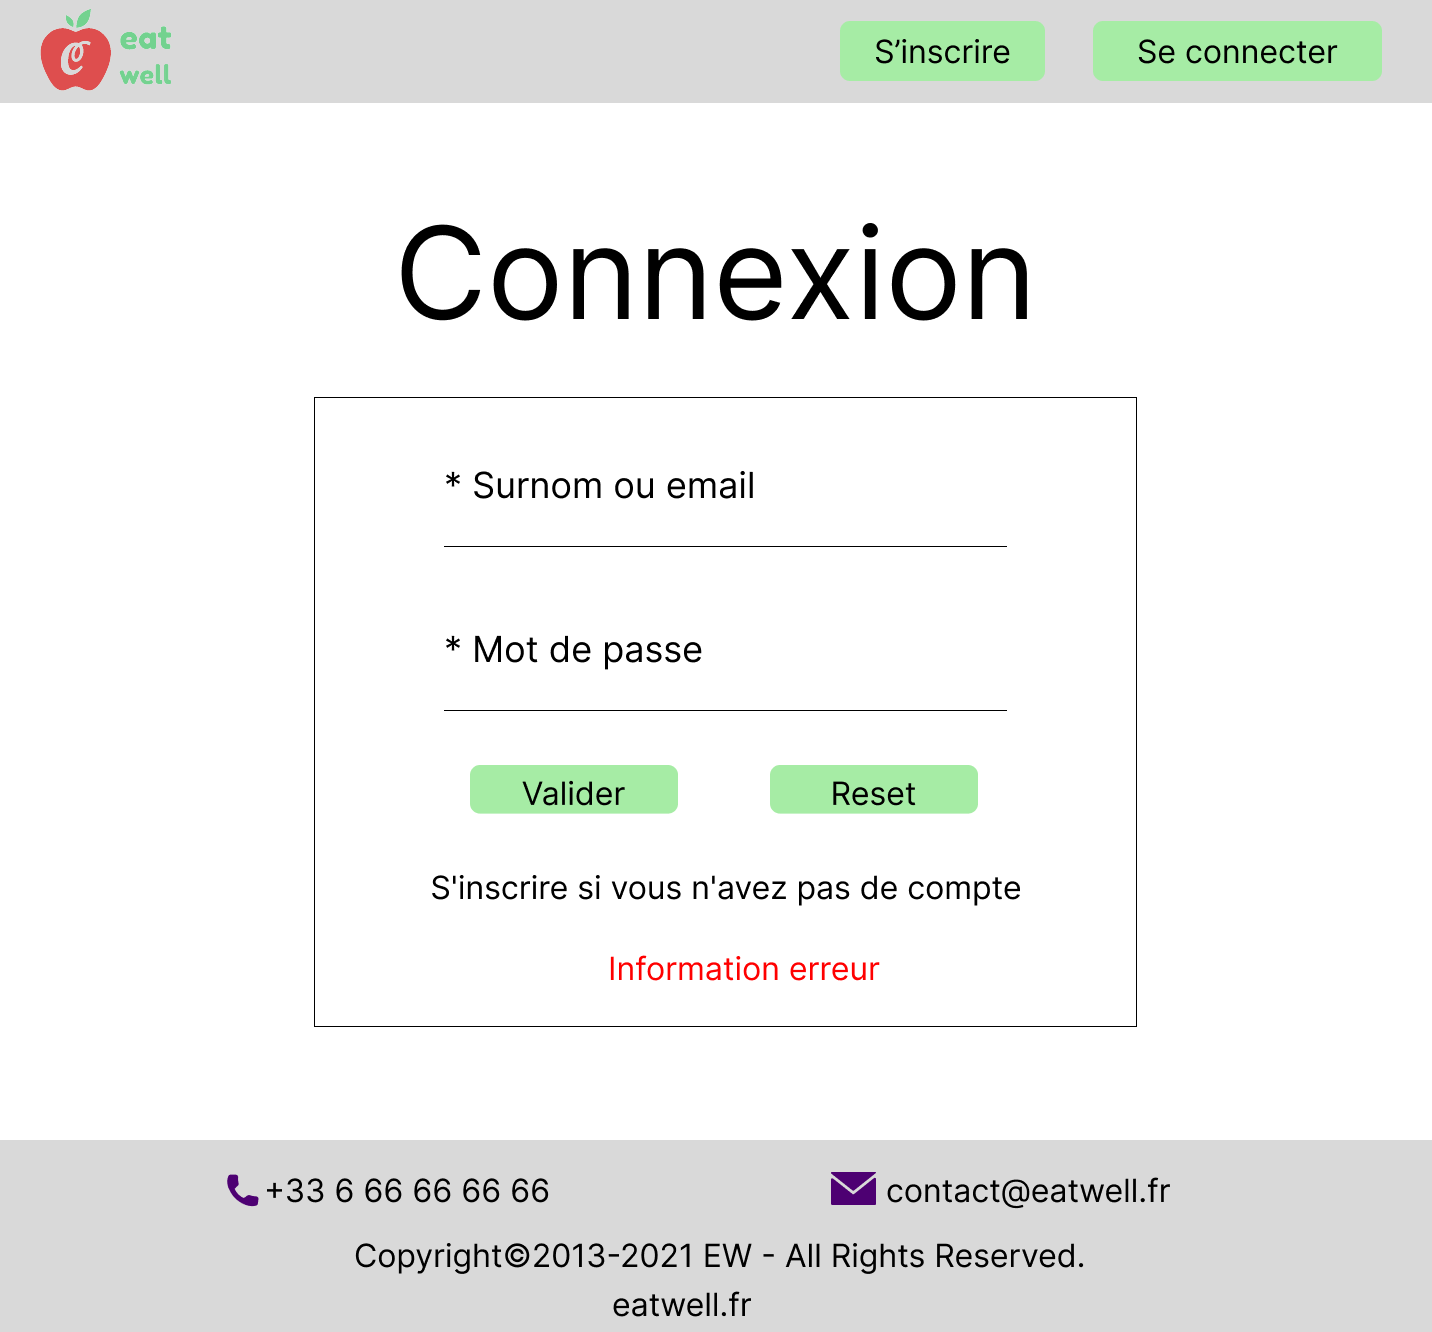 eat
well
S’inscrire
Se connecter
Connexion
* Surnom ou email
* Mot de passe
Valider
Reset
S'inscrire si vous n'avez pas de compte
Information erreur
+33 6 66 66 66 66
contact@eatwell.fr
Copyright©2013-2021 EW - All Rights Reserved.
eatwell.fr